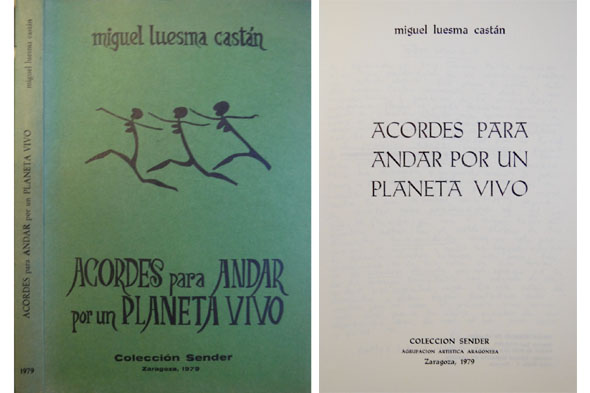 miguel luesma castán
ACORDES para ANDAR por un PLANETA VIVO
1979
miguel luesma castán
ACORDES para ANDAR
por un PLANETA VIVO
Colección Sender
Zaragoza, 1979
miguel luesma castán
ACORDES PARA
ANDAR POR UN
PLANETA VIVO
COLECCION SENDER
AGRUPACION ARTISTICA ARAGONESA
Zaragoza, 1979